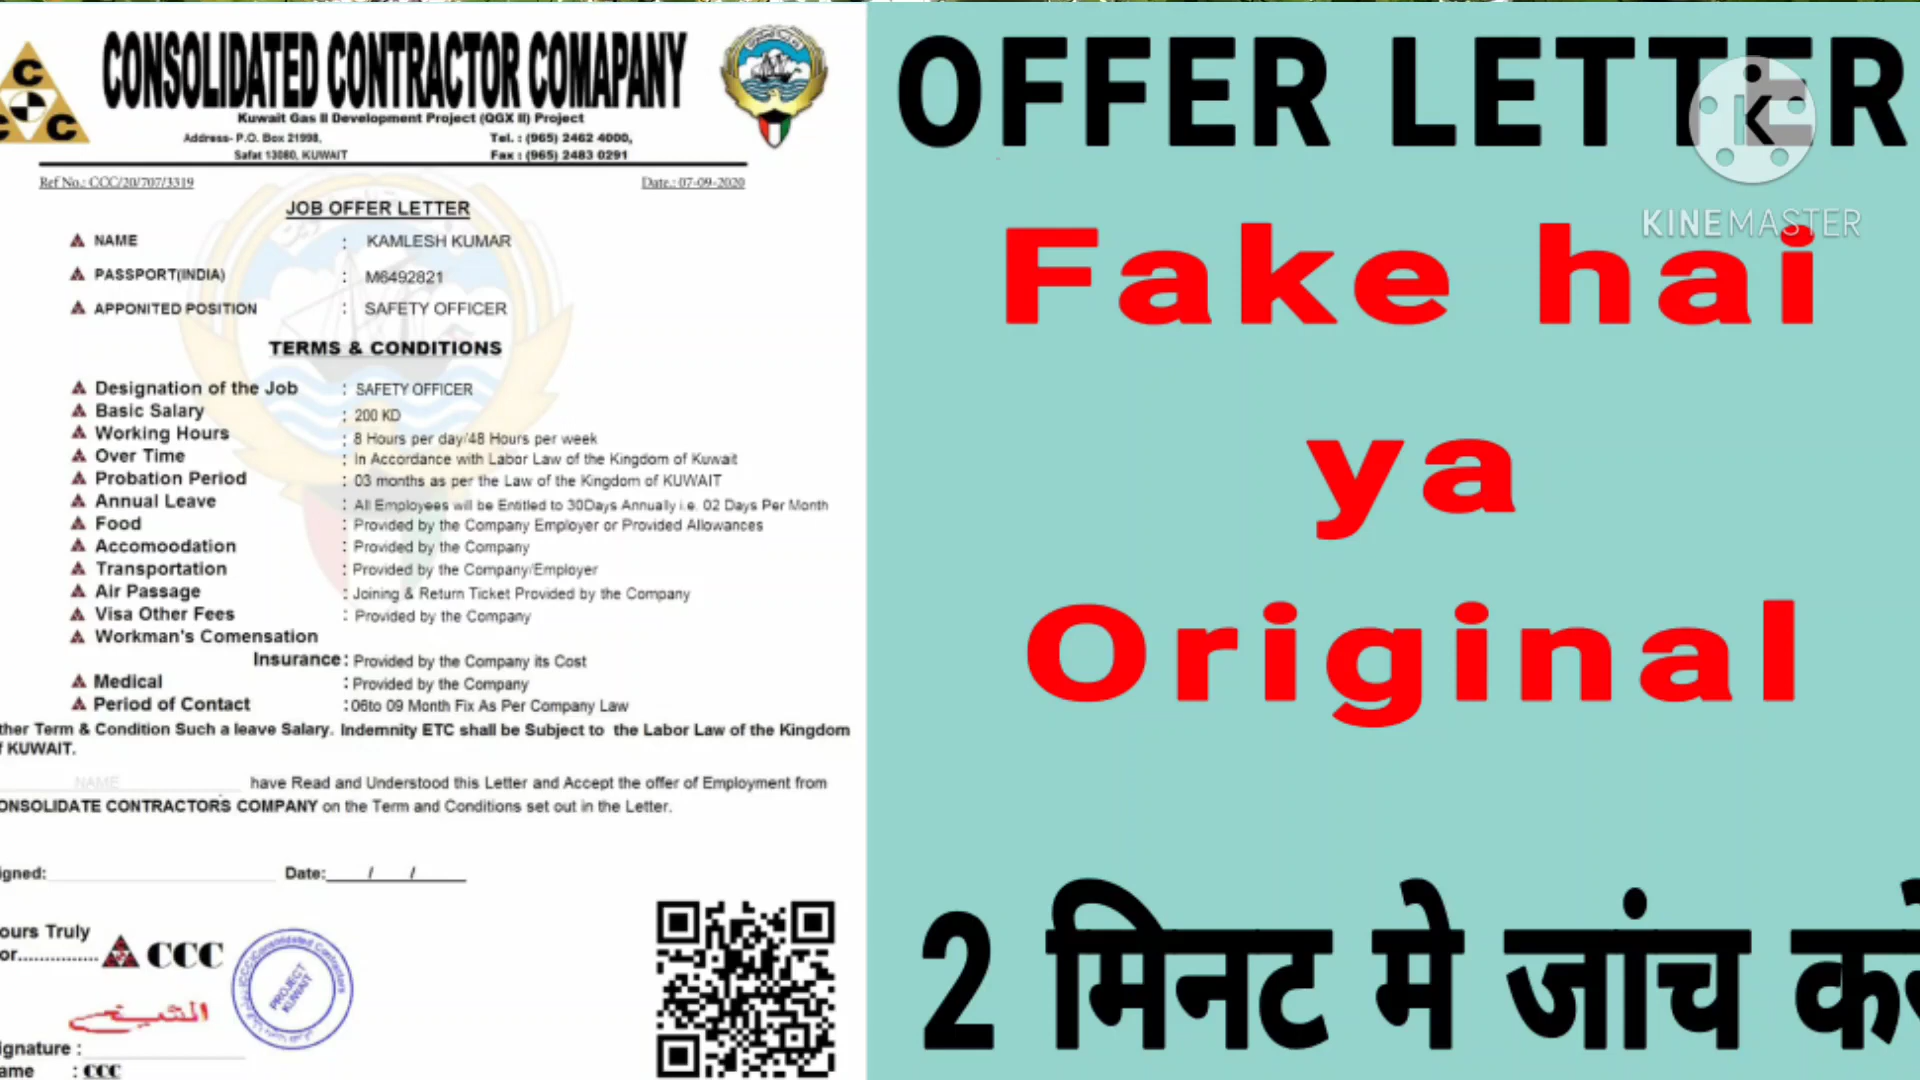 C
C C
CONSOLIDATED CONTRACTOR COMAPANY
Kuwait Gas II Development Project (QGX II) Project
Address- P.O. Box 21998, Tel. : (965) 2462 4000,
Safat 13060, KUWAIT Fax : (965) 2483 0291
Ref No.: CCC/20/707/3319 Date.: 07-09-2020
JOB OFFER LETTER
NAME : KAMLESH KUMAR
PASSPORT(INDIA) : M6492821
APPONITED POSITION : SAFETY OFFICER
TERMS & CONDITIONS
Designation of the Job : SAFETY OFFICER
Basic Salary : 200 KD
Working Hours : 8 Hours per day/48 Hours per week
Over Time : In Accordance with Labor Law of the Kingdom of Kuwait
Probation Period : 03 months as per the Law of the Kingdom of KUWAIT
Annual Leave : All Employees will be Entitled to 30Days Annually i.e. 02 Days Per Month
Food : Provided by the Company Employer or Provided Allowances
Accomoodation : Provided by the Company
Transportation : Provided by the Company/Employer
Air Passage : Joining & Return Ticket Provided by the Company
Visa Other Fees : Provided by the Company
Workman's Comensation
Insurance : Provided by the Company its Cost
Medical : Provided by the Company
Period of Contact : 06to 09 Month Fix As Per Company Law
ther Term & Condition Such a leave Salary. Indemnity ETC shall be Subject to the Labor Law of the Kingdom
f KUWAIT.
NAME have Read and Understood this Letter and Accept the offer of Employment from
ONSOLIDATE CONTRACTORS COMPANY on the Term and Conditions set out in the Letter.
igned: Date: / /
ours Truly
or............... CCC
PROJECT
KUWAIT
ignature :
ame : CCC
OFFER LETTER
K
KINEMASTER
Fake hai
ya
Original
2 मिनट मे जांच करे